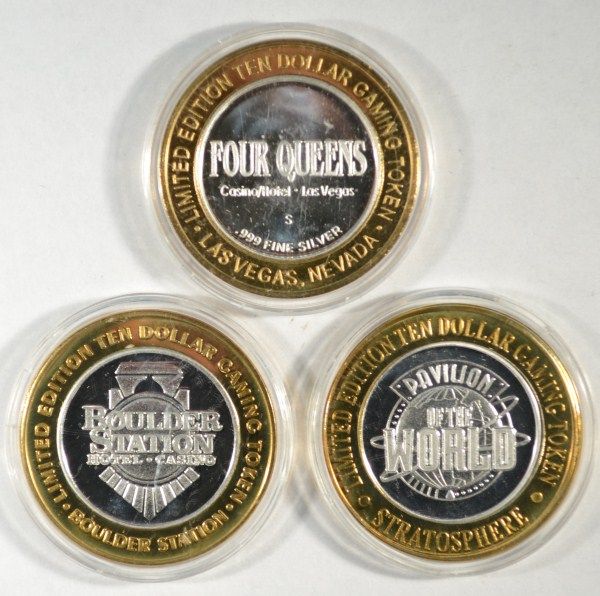 LIMITED EDITION TEN DOLLAR GAMING TOKEN
FOUR QUEENS
Casino/Hotel · Las Vegas
S
.999 FINE SILVER
• LAS VEGAS, NEVADA •
LIMITED EDITION TEN DOLLAR GAMING TOKEN
BOULDER
STATION
HOTEL • CASINO
• BOULDER STATION •
LIMITED EDITION TEN DOLLAR GAMING TOKEN
PAVILION
OF THE
WORLD
• STRATOSPHERE •